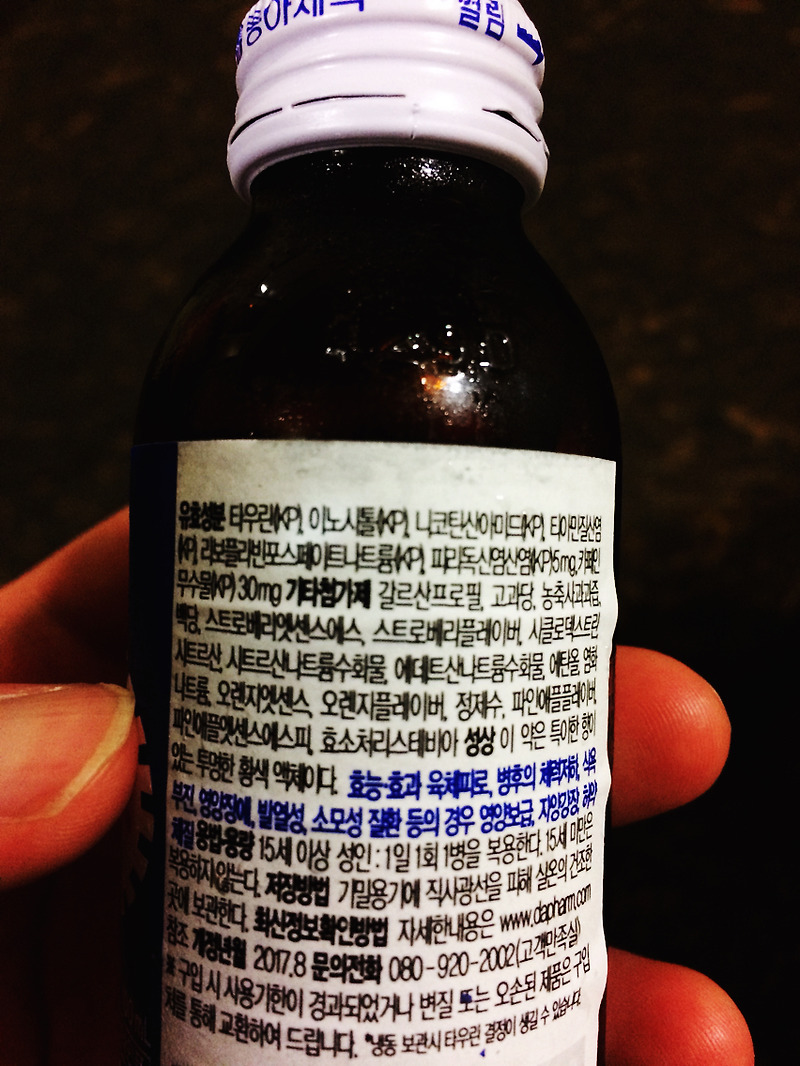 동아제약
열림
유효성분 타우린(KP), 이노시톨(KP), 니코틴산아미드(KP), 티아민질산염
(KP), 리보플라빈포스페이트나트륨(KP), 피리독신염산염(KP)5mg, 카페인
무수물(KP) 30mg 기타첨가제 갈르산프로필, 고과당, 농축사과과즙,
백당, 스트로베리엣센스에스, 스트로베리플레이버, 시클로덱스트린
시트르산, 시트르산나트륨수화물, 에데트산나트륨수화물, 에탄올, 염화
나트륨, 오렌지엣센스, 오렌지플레이버, 정제수, 파인애플플레이버,
파인애플엣센스에스피, 효소처리스테비아 성상 이 약은 특이한 향이
있는 투명한 황색 액제이다. 효능·효과 육체피로, 병후의 체력저하, 식욕
부진, 영양장애, 발열성, 소모성 질환 등의 경우 영양보급, 자양강장 허약
체질 용법·용량 15세 이상 성인 : 1일 1회 1병을 복용한다. 15세 미만은
복용하지 않는다. 저장방법 기밀용기에 직사광선을 피해 실온의 건조한
곳에 보관한다. 최신정보확인방법 자세한내용은 www.dapharm.com
참조 개정년월 2017.8 문의전화 080-920-2002(고객만족실)
※ 구입 시 사용기한이 경과되었거나 변질 또는 오손된 제품은 구입
처를 통해 교환하여 드립니다. *냉동 보관시 타우린 결정이 생길 수 있습니다.